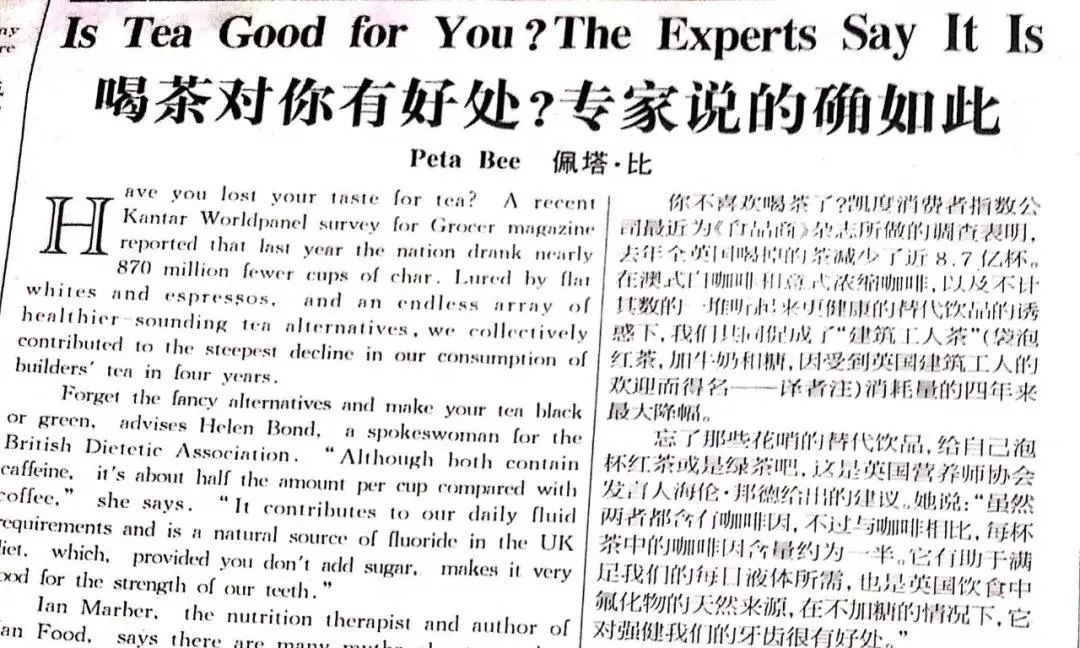 ny
re
Is Tea Good for You?The Experts Say It Is
喝茶对你有好处?专家说的确如此
Peta Bee 佩塔·比
Have you lost your taste for tea? A recent
Kantar Worldpanel survey for Grocer magazine
reported that last year the nation drank nearly
870 million fewer cups of char. Lured by flat
whites and espressos, and an endless array of
healthier-sounding tea alternatives, we collectively
contributed to the steepest decline in our consumption of
builders' tea in four years.
Forget the fancy alternatives and make your tea black
or green, advises Helen Bond, a spokeswoman for the
British Dietetic Association. “Although both contain
caffeine, it's about half the amount per cup compared with
coffee,” she says. “It contributes to our daily fluid
requirements and is a natural source of fluoride in the UK
diet, which, provided you don't add sugar, makes it very
ood for the strength of our teeth.”
Ian Marber, the nutrition therapist and author of
an Food, says there are many
你不喜欢喝茶了?凯度消费者指数公
司最近为《食品商》杂志所做的调查表明,
去年全英国喝掉的茶减少了近 8.7 亿杯。
在澳式白咖啡和意式浓缩咖啡,以及不计
其数的一堆听起来更健康的替代饮品的诱
惑下,我们共同促成了“建筑工人茶”(袋泡
红茶,加牛奶和糖,因受到英国建筑工人的
欢迎而得名——译者注)消耗量的四年来
最大降幅。
忘了那些花哨的替代饮品,给自己泡
杯红茶或是绿茶吧,这是英国营养师协会
发言人海伦·邦德给出的建议。她说:“虽然
两者都含有咖啡因,不过与咖啡相比,每杯
茶中的咖啡因含量约为一半。它有助于满
足我们的每日液体所需,也是英国饮食中
氟化物的天然来源,在不加糖的情况下,它
对强健我们的牙齿很有好处。”